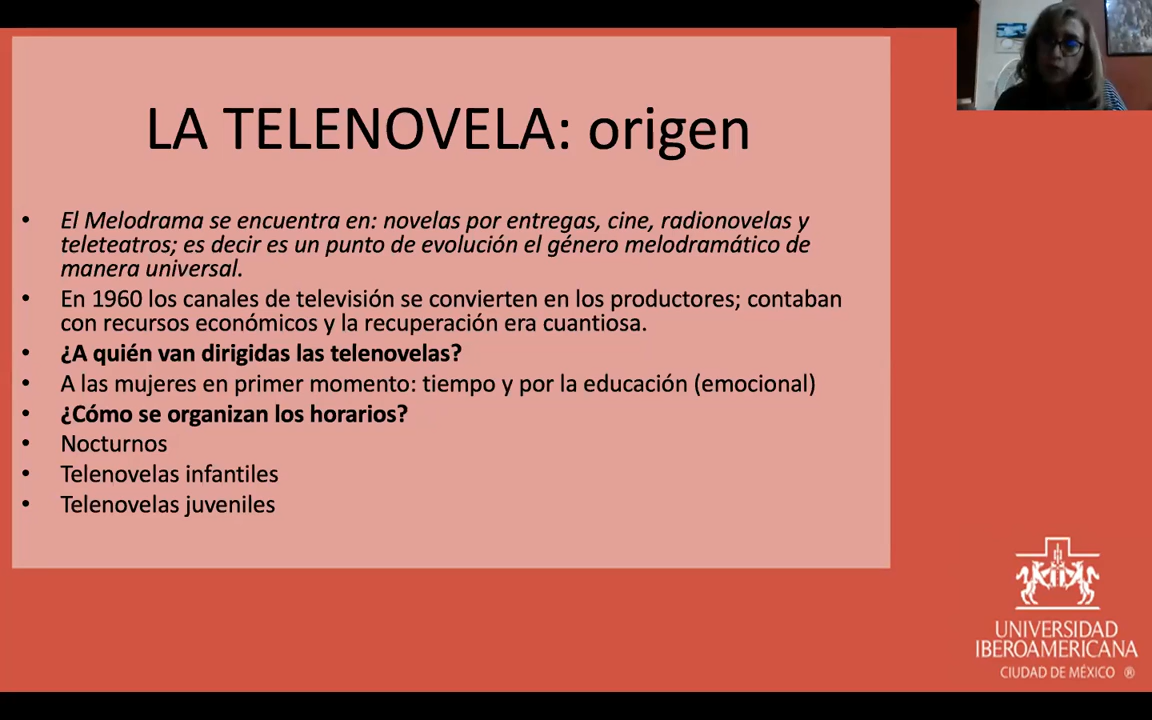 LA TELENOVELA: origen
• El Melodrama se encuentra en: novelas por entregas, cine, radionovelas y
teleteatros; es decir es un punto de evolución el género melodramático de
manera universal.
• En 1960 los canales de televisión se convierten en los productores; contaban
con recursos económicos y la recuperación era cuantiosa.
• ¿A quién van dirigidas las telenovelas?
• A las mujeres en primer momento: tiempo y por la educación (emocional)
• ¿Cómo se organizan los horarios?
• Nocturnos
• Telenovelas infantiles
• Telenovelas juveniles
UNIVERSIDAD
IBEROAMERICANA
CIUDAD DE MÉXICO ®